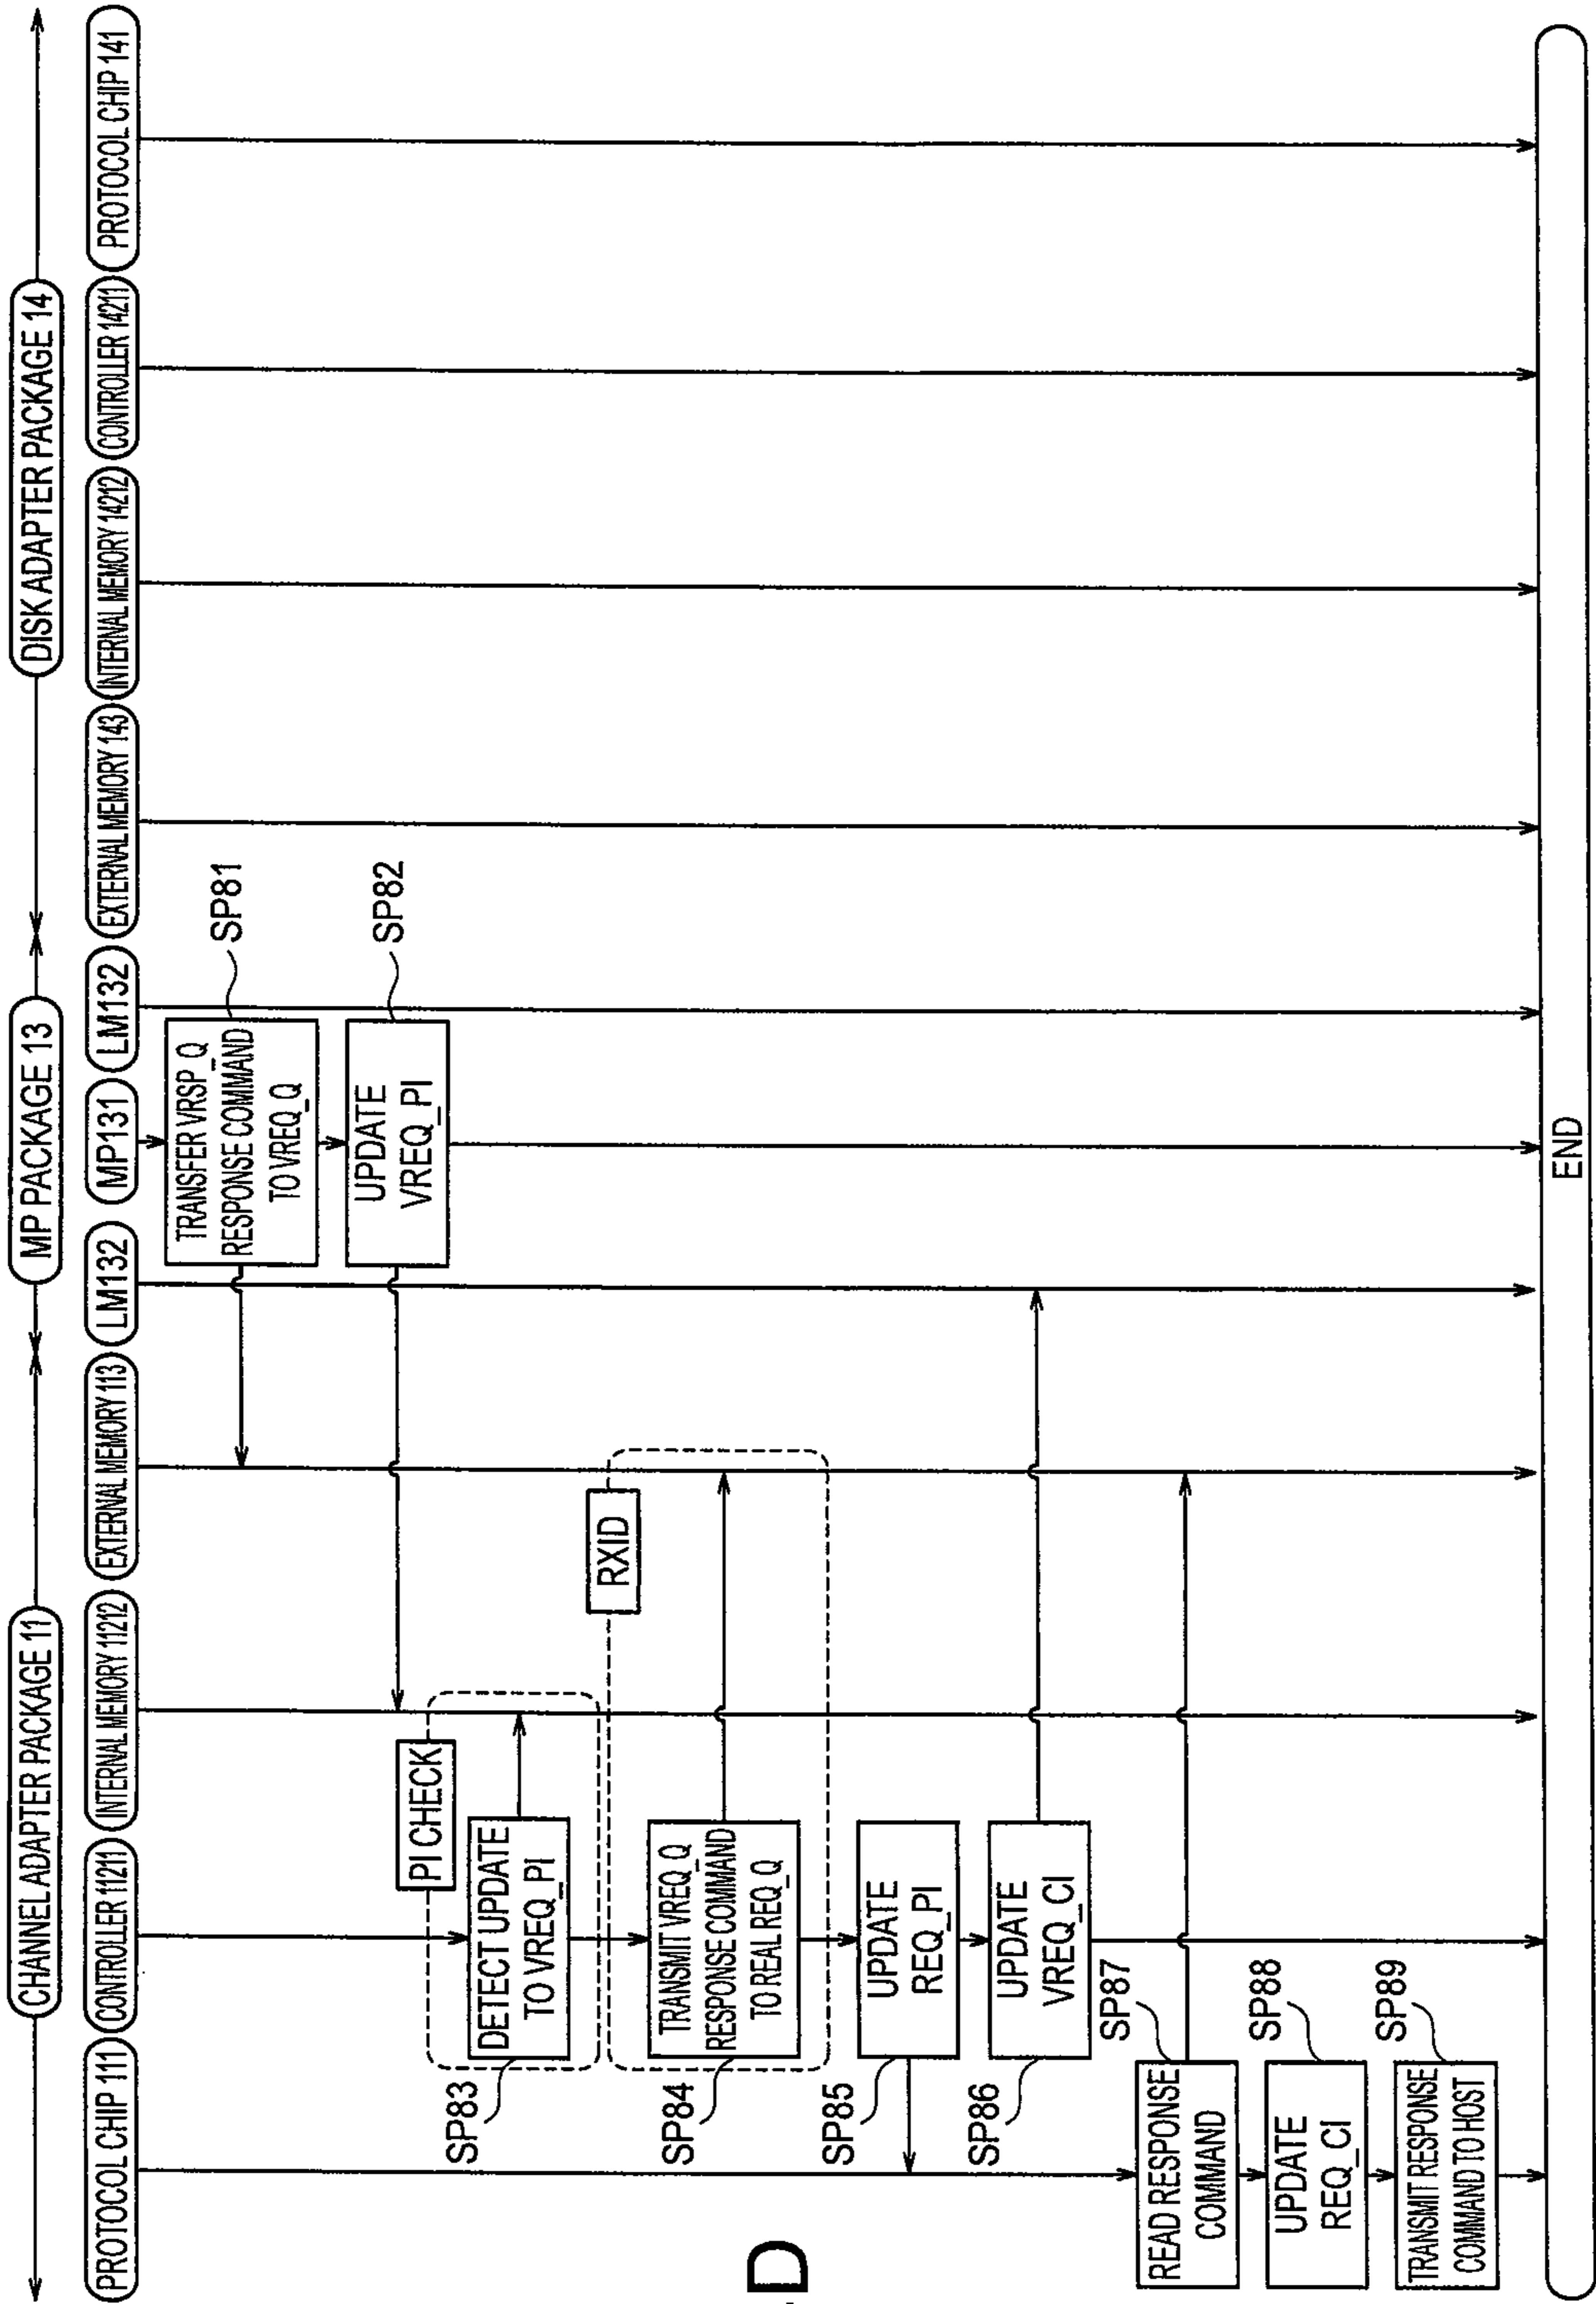 CHANNEL ADAPTER PACKAGE 11
MP PACKAGE 13
DISK ADAPTER PACKAGE 14
PROTOCOL CHIP 111
CONTROLLER 11211
INTERNAL MEMORY 11212
EXTERNAL MEMORY 113
LM132
MP131
LM132
EXTERNAL MEMORY 143
INTERNAL MEMORY 14212
CONTROLLER 14211
PROTOCOL CHIP 141
TRANSFER VRSP_Q
RESPONSE COMMAND
TO VREQ_Q
SP81
UPDATE
VREQ_PI
SP82
PI CHECK
DETECT UPDATE
TO VREQ_PI
SP83
RXID
TRANSMIT VREQ_Q
RESPONSE COMMAND
TO REAL REQ_Q
SP84
UPDATE
REQ_PI
SP85
UPDATE
VREQ_CI
SP86
READ RESPONSE
COMMAND
SP87
UPDATE
REQ_CI
SP88
TRANSMIT RESPONSE
COMMAND TO HOST
SP89
END
D